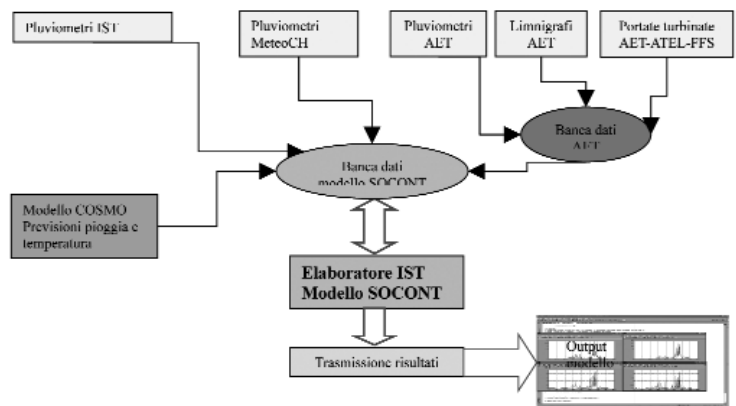 Pluviometri IST
Pluviometri
MeteoCH
Pluviometri
AET
Limnigrafi
AET
Portate turbinate
AET-ATEL-FFS
Banca dati
AET
Banca dati
modello SOCONT
Modello COSMO
Previsioni pioggia e
temperatura
Elaboratore IST
Modello SOCONT
Trasmissione risultati
Output
modello